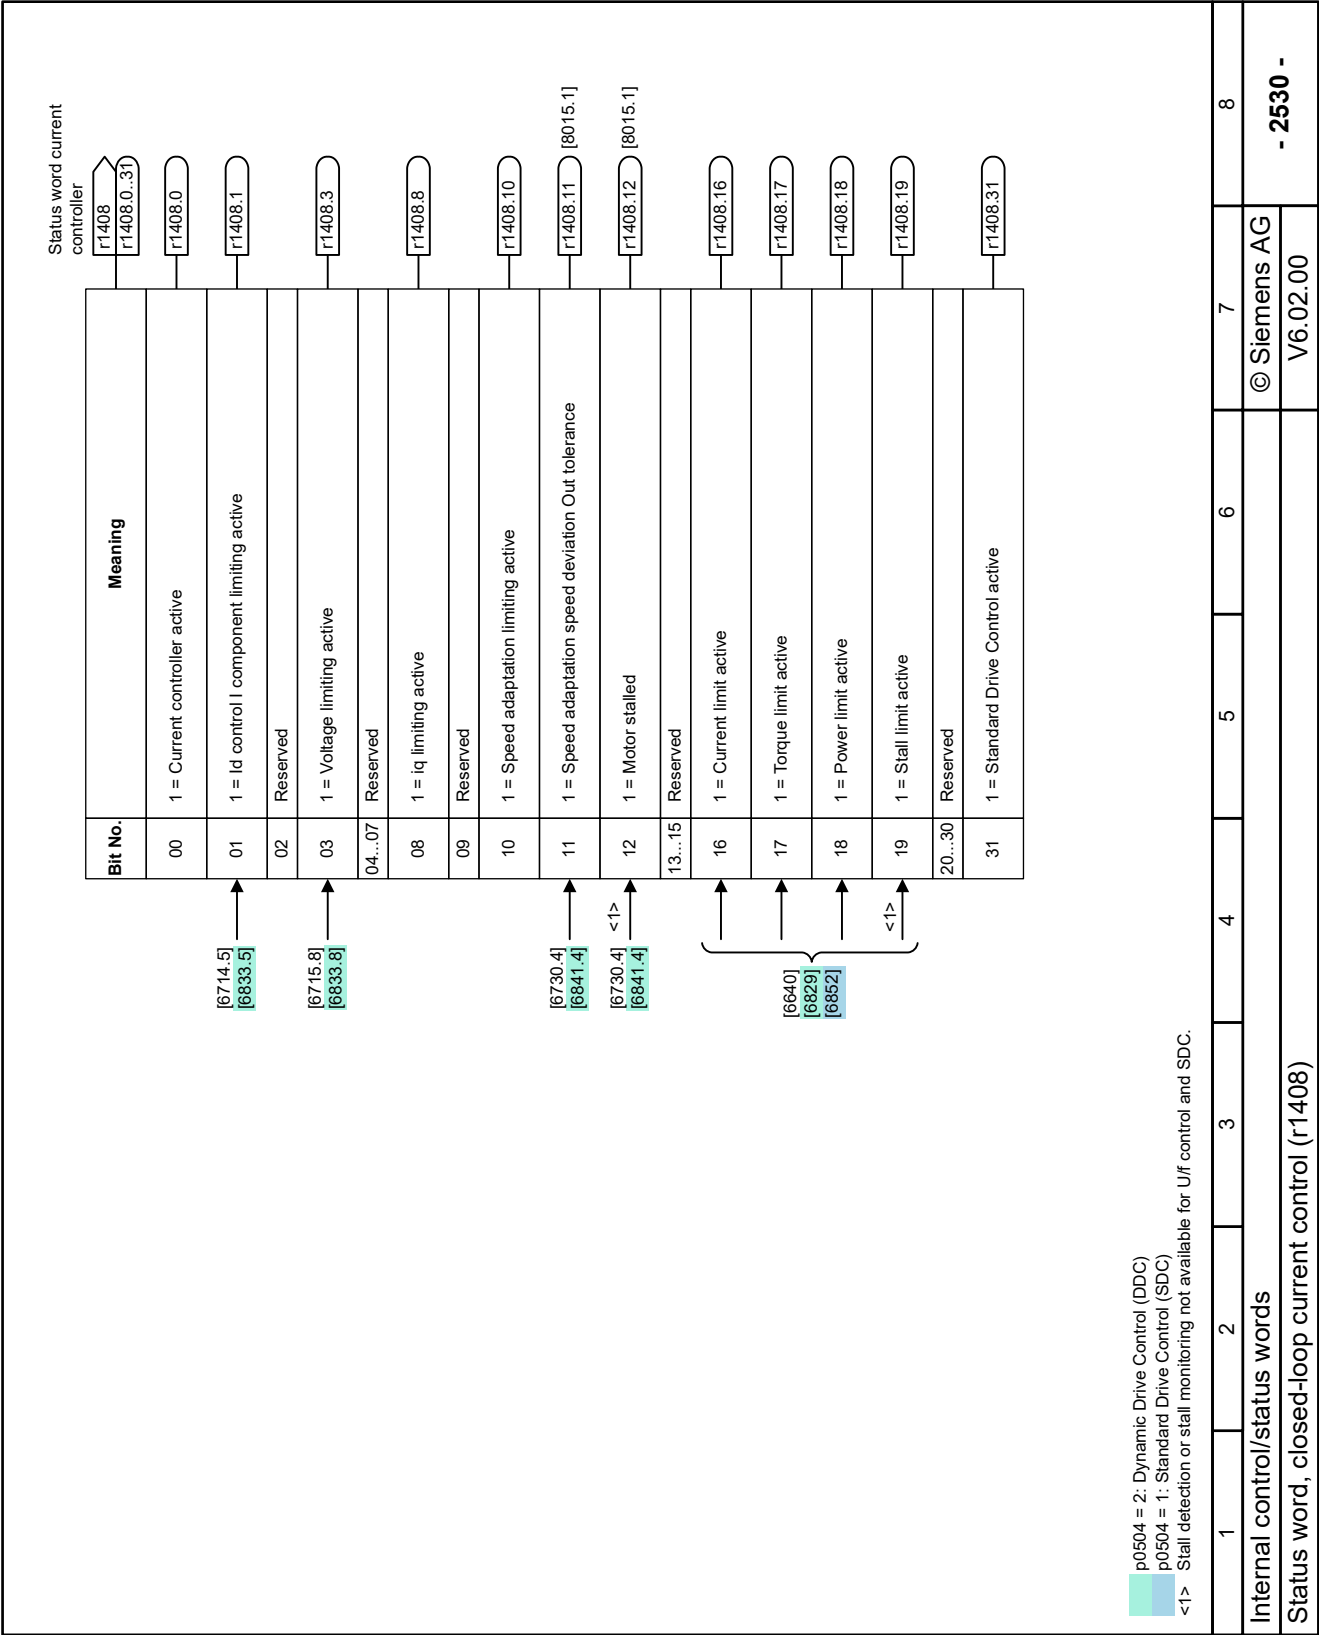 Status word current
controller
r1408
r1408.0..31
Bit No. Meaning
00 1 = Current controller active r1408.0
[6714.5]
[6833.5]
01 1 = Id control I component limiting active r1408.1
02 Reserved
[6715.8]
[6833.8]
03 1 = Voltage limiting active r1408.3
04...07 Reserved
08 1 = iq limiting active r1408.8
09 Reserved
10 1 = Speed adaptation limiting active r1408.10
[6730.4]
[6841.4]
11 1 = Speed adaptation speed deviation Out tolerance r1408.11 [8015.1]
[6730.4]
[6841.4]
<1> 12 1 = Motor stalled r1408.12 [8015.1]
13...15 Reserved
16 1 = Current limit active r1408.16
17 1 = Torque limit active r1408.17
[6640]
[6829]
[6852]
18 1 = Power limit active r1408.18
<1> 19 1 = Stall limit active r1408.19
20...30 Reserved
31 1 = Standard Drive Control active r1408.31
p0504 = 2: Dynamic Drive Control (DDC)
p0504 = 1: Standard Drive Control (SDC)
<1> Stall detection or stall monitoring not available for U/f control and SDC.
1 2 3 4 5 6 7 8
Internal control/status words © Siemens AG - 2530 -
Status word, closed-loop current control (r1408) V6.02.00